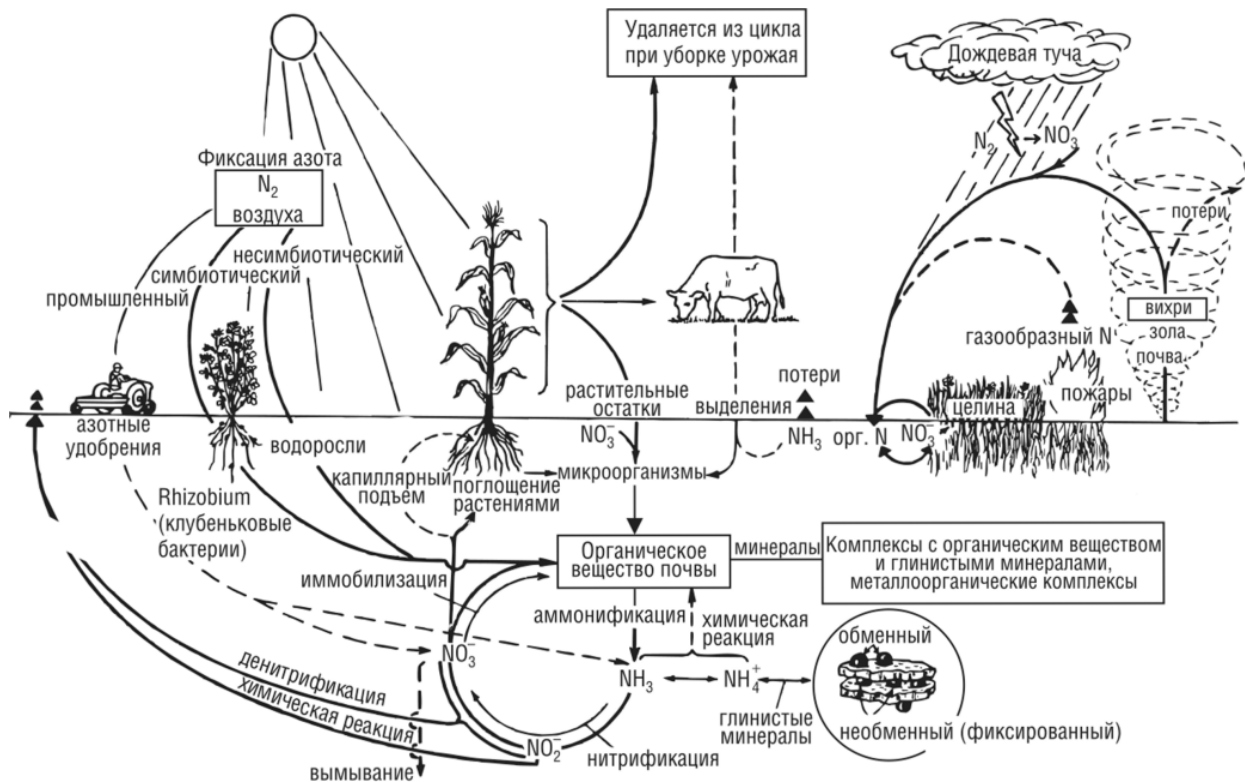 Удаляется из цикла
при уборке урожая
Дождевая туча
N₂
NO₃
Фиксация азота
N₂
воздуха
потери
несимбиотический
симбиотический
промышленный
вихри
зола
почва
газообразный N
пожары
целина
азотные
удобрения
водоросли
растительные
остатки
NO₃⁻
выделения
потери
NH₃
орг. N
NO₃
капиллярный
подъем
поглощение
растениями
микроорганизмы
Rhizobium
(клубеньковые
бактерии)
Органическое
вещество почвы
минералы
Комплексы с органическим веществом
и глинистыми минералами,
металлоорганические комплексы
иммобилизация
аммонификация
химическая
реакция
обменный
NO₃⁻
NH₃
NH₄⁺
денитрификация
химическая реакция
глинистые
минералы
необменный (фиксированный)
NO₂⁻
нитрификация
вымывание